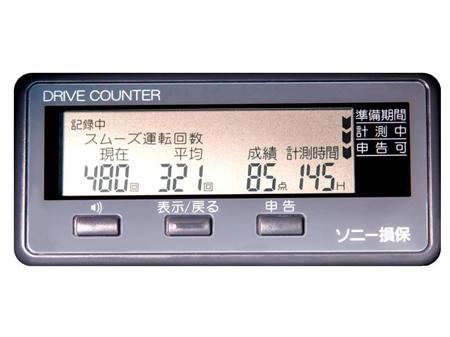 DRIVE COUNTER
記録中
スムーズ運転回数
現在 平均 成績 計測時間
480回 321回 85点 145H
準備期間
計測中
申告可
表示/戻る 申告
ソニー損保